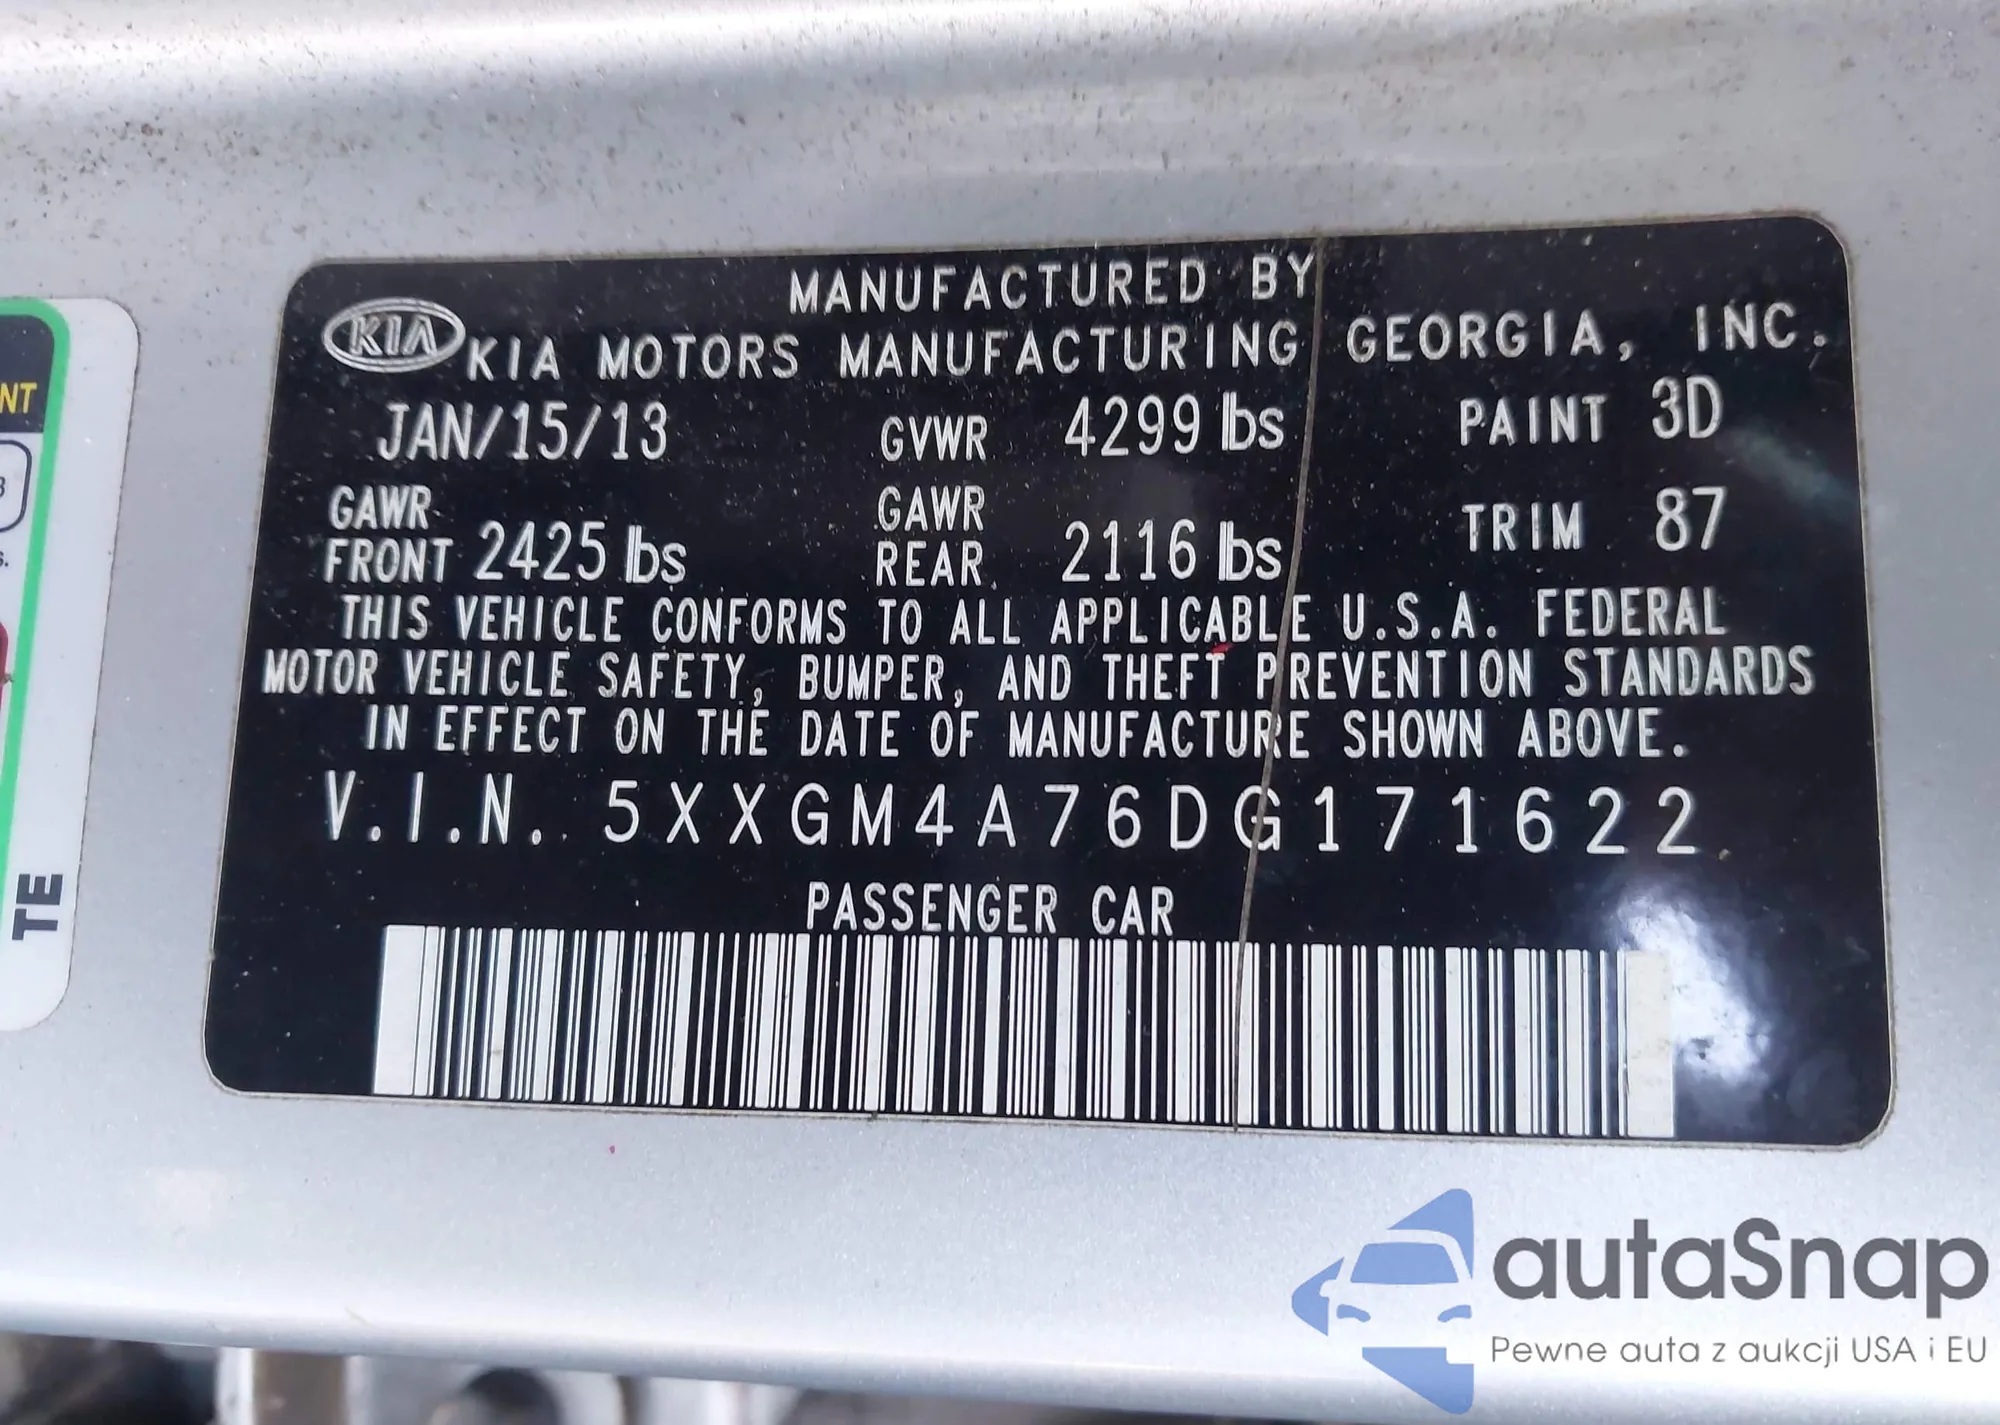 MANUFACTURED BY
KIA KIA MOTORS MANUFACTURING GEORGIA, INC.
JAN/15/13 GVWR 4299 lbs PAINT 3D
GAWR FRONT 2425 lbs GAWR REAR 2116 lbs TRIM 87
THIS VEHICLE CONFORMS TO ALL APPLICABLE U.S.A. FEDERAL
MOTOR VEHICLE SAFETY, BUMPER, AND THEFT PREVENTION STANDARDS
IN EFFECT ON THE DATE OF MANUFACTURE SHOWN ABOVE.
V.I.N. 5XXGM4A76DG171622
PASSENGER CAR
NT
TE
autaSnap
Pewne auta z aukcji USA i EU